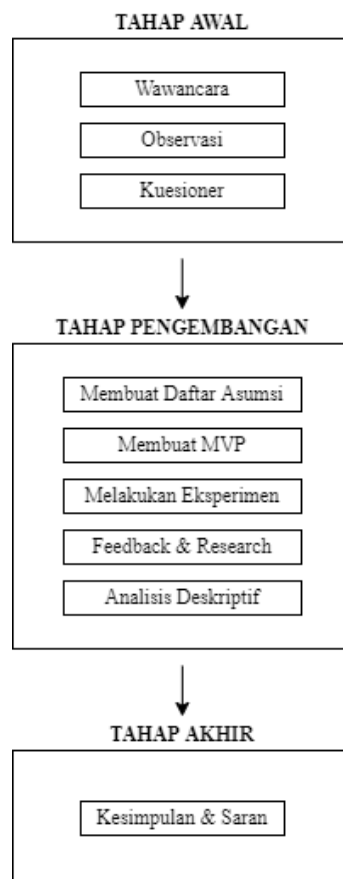 TAHAP AWAL
Wawancara
Observasi
Kuesioner
TAHAP PENGEMBANGAN
Membuat Daftar Asumsi
Membuat MVP
Melakukan Eksperimen
Feedback & Research
Analisis Deskriptif
TAHAP AKHIR
Kesimpulan & Saran